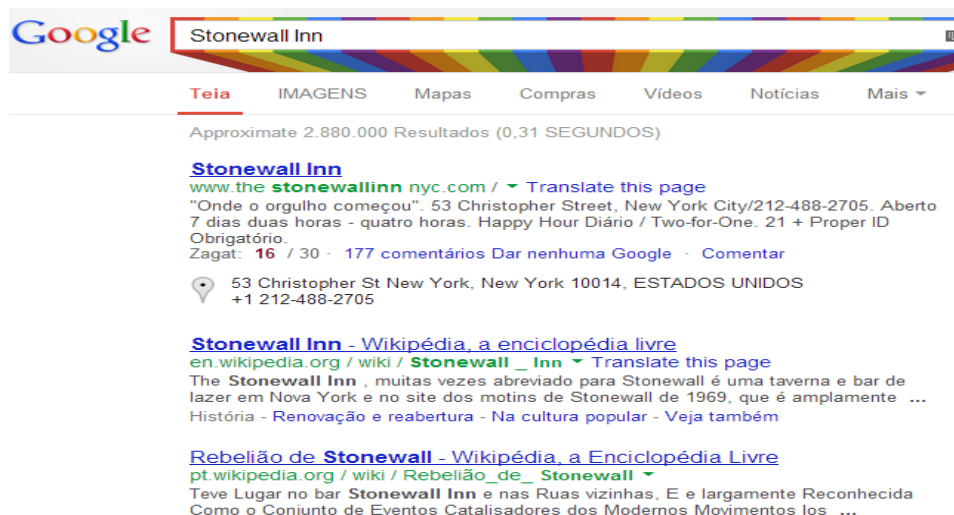 Google Stonewall Inn
Teia IMAGENS Mapas Compras Vídeos Notícias Mais
Approximate 2.880.000 Resultados (0,31 SEGUNDOS)
Stonewall Inn
www.the stonewallinn nyc.com / Translate this page
"Onde o orgulho começou". 53 Christopher Street, New York City/212-488-2705. Aberto
7 dias duas horas - quatro horas. Happy Hour Diário / Two-for-One. 21 + Proper ID
Obrigatório.
Zagat: 16 / 30 · 177 comentários Dar nenhuma Google · Comentar
53 Christopher St New York, New York 10014, ESTADOS UNIDOS
+1 212-488-2705
Stonewall Inn - Wikipédia, a enciclopédia livre
en.wikipedia.org / wiki / Stonewall _ Inn Translate this page
The Stonewall Inn , muitas vezes abreviado para Stonewall é uma taverna e bar de
lazer em Nova York e no site dos motins de Stonewall de 1969, que é amplamente ...
História - Renovação e reabertura - Na cultura popular - Veja também
Rebelião de Stonewall - Wikipédia, a Enciclopédia Livre
pt.wikipedia.org / wiki / Rebelião_de_ Stonewall
Teve Lugar no bar Stonewall Inn e nas Ruas vizinhas, E e largamente Reconhecida
Como o Conjunto de Eventos Catalisadores dos Modernos Movimentos los ...